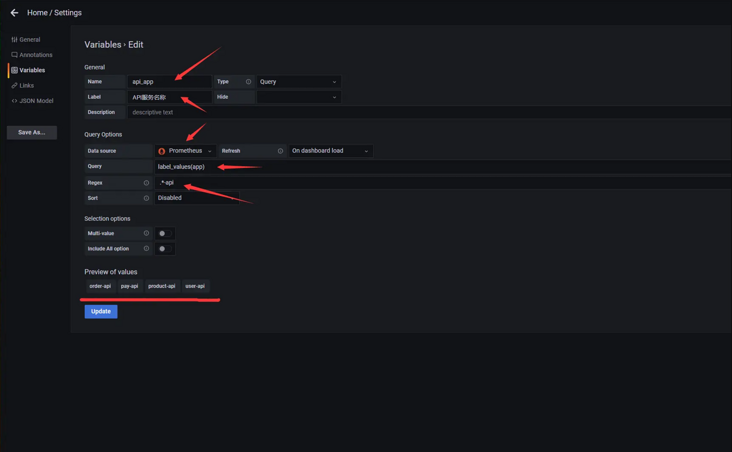 Home / Settings
General
Annotations
Variables
Links
JSON Model
Save As...
Variables › Edit
General
Name api_app Type Query
Label API服务名称 Hide
Description descriptive text
Query Options
Data source Prometheus Refresh On dashboard load
Query label_values(app)
Regex .*-api
Sort Disabled
Selection options
Multi-value
Include All option
Preview of values
order-api pay-api product-api user-api
Update